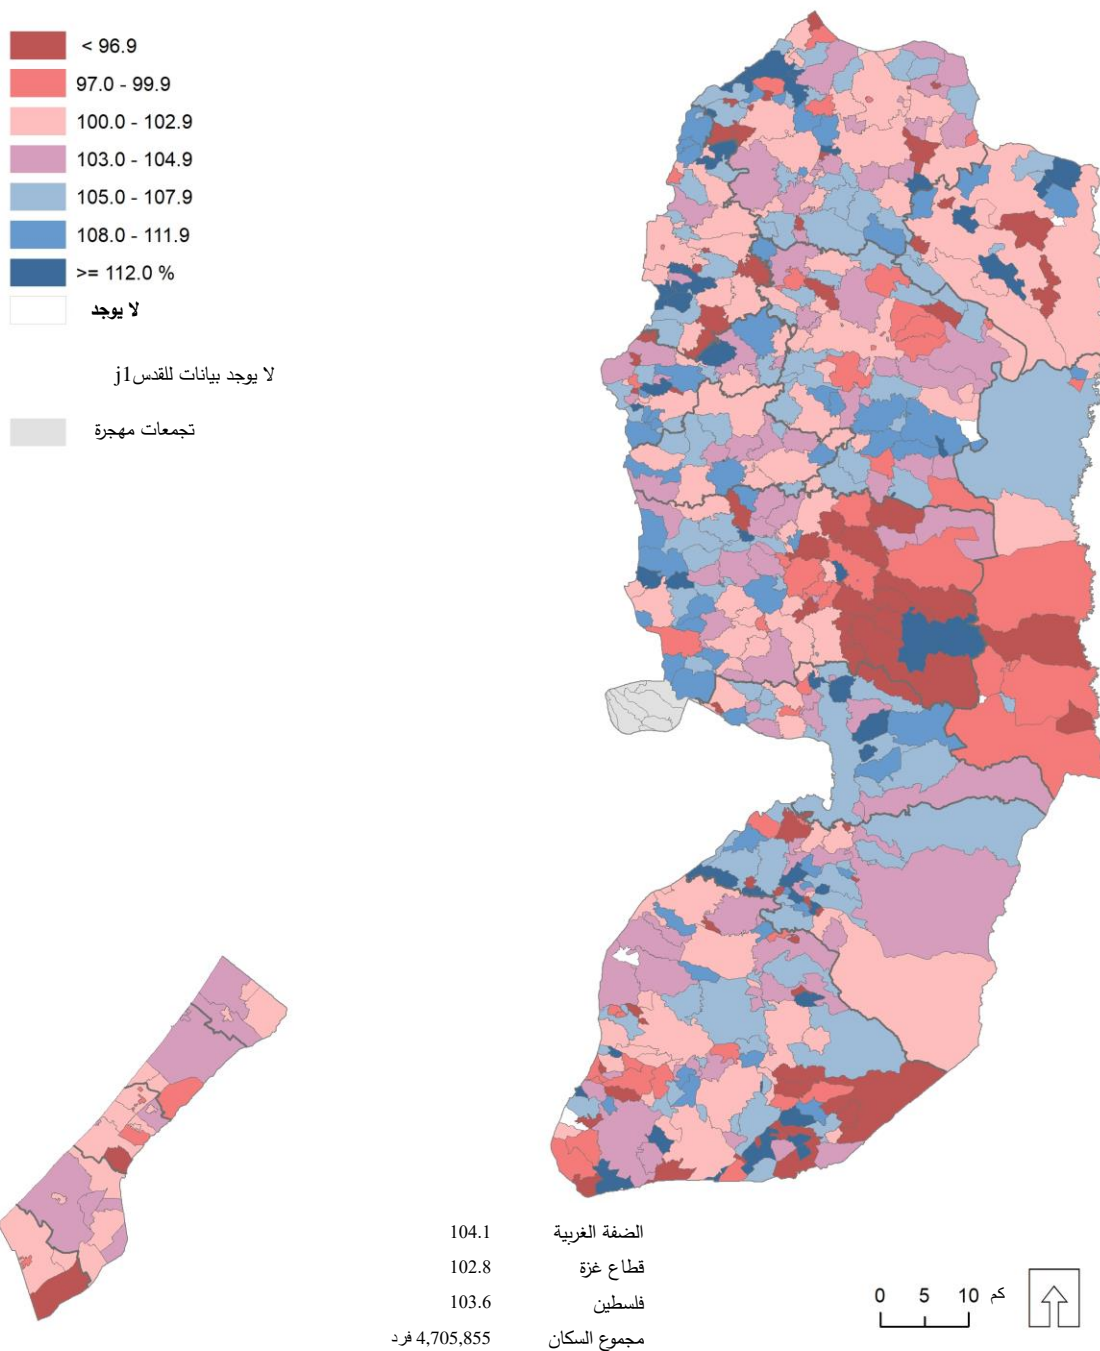 < 96.9
97.0 - 99.9
100.0 - 102.9
103.0 - 104.9
105.0 - 107.9
108.0 - 111.9
>= 112.0 %
لا يوجد
لا يوجد بيانات للقدس j1
تجمعات مهجرة
الضفة الغربية 104.1
قطاع غزة 102.8
فلسطين 103.6
مجموع السكان 4,705,855 فرد
0 5 10 كم